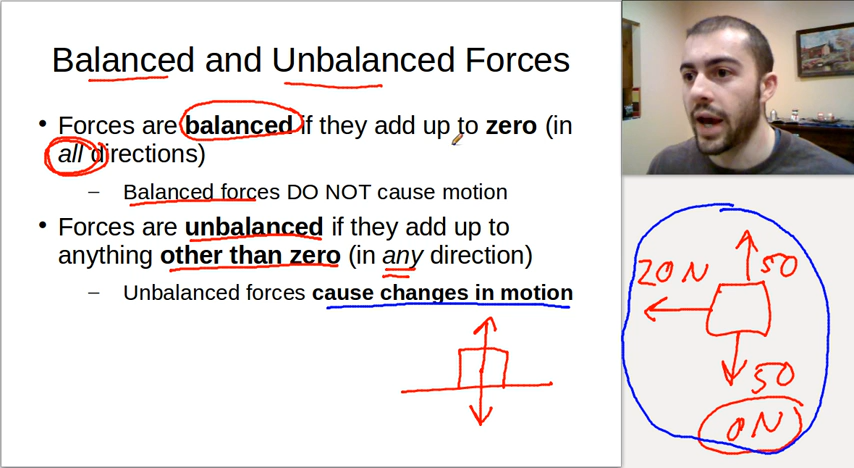 Balanced and Unbalanced Forces
• Forces are balanced if they add up to zero (in
all directions)
– Balanced forces DO NOT cause motion
• Forces are unbalanced if they add up to
anything other than zero (in any direction)
– Unbalanced forces cause changes in motion
20 N
50
50
0N